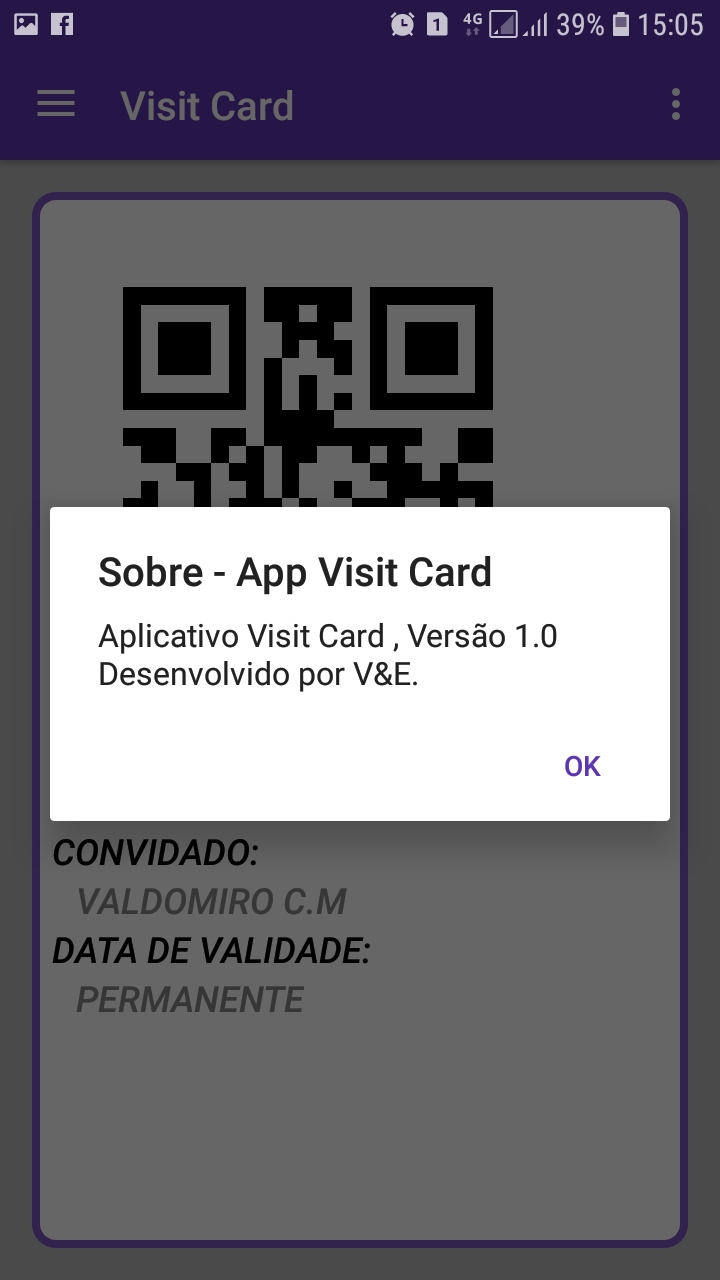 4G 39% 15:05
Visit Card
Sobre - App Visit Card
Aplicativo Visit Card , Versão 1.0
Desenvolvido por V&E.
OK
CONVIDADO:
VALDOMIRO C.M
DATA DE VALIDADE:
PERMANENTE